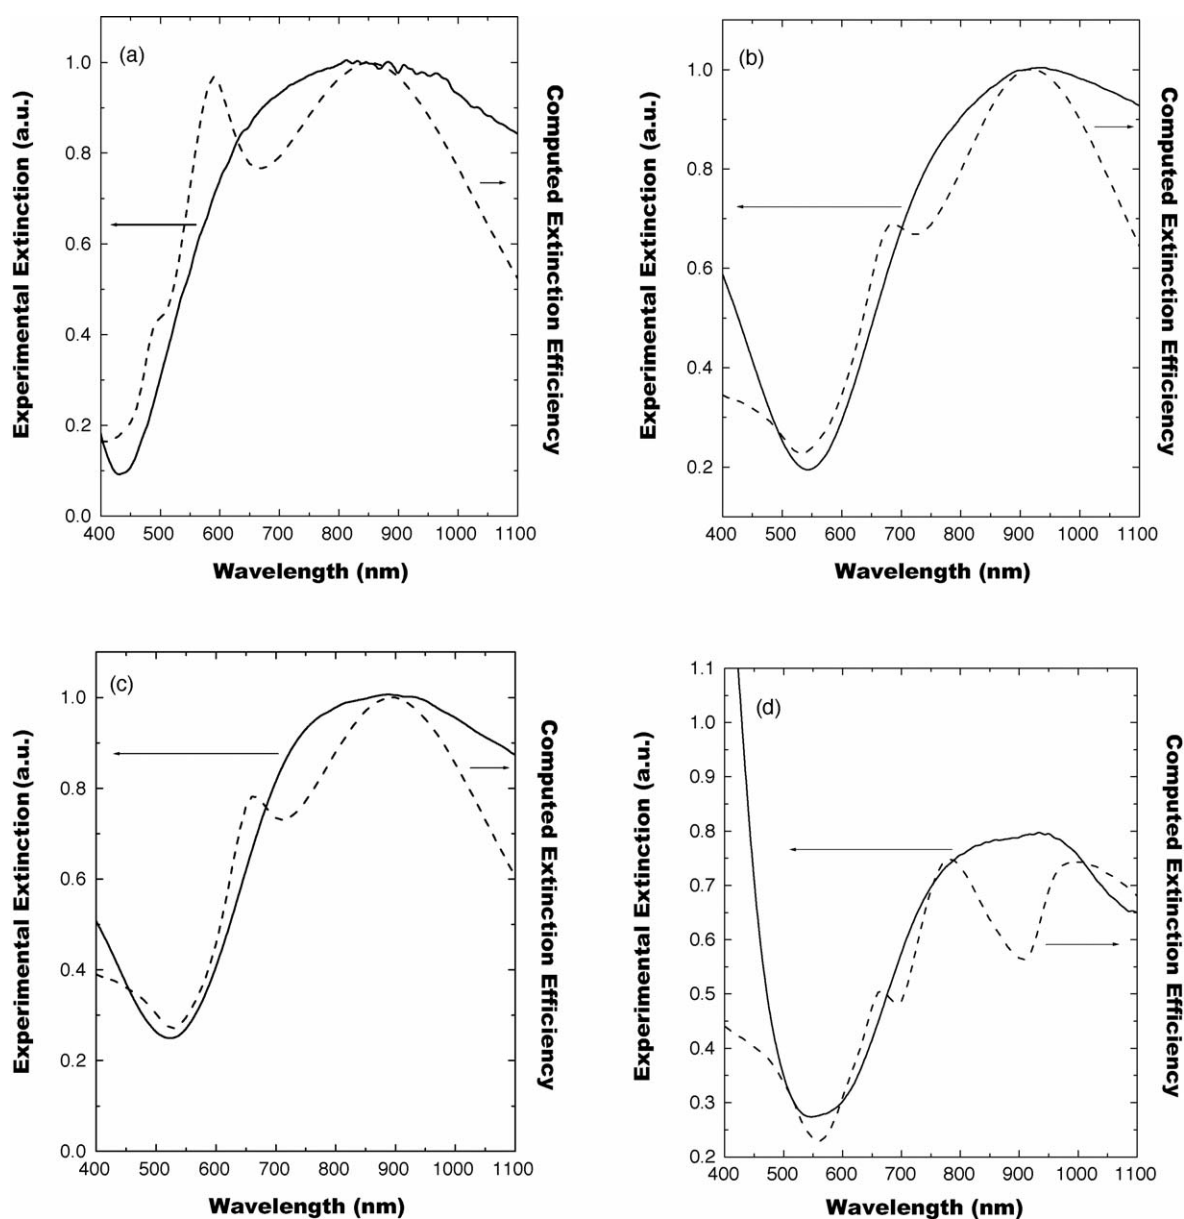 (a)
Experimental Extinction (a.u.)
1.0
0.8
0.6
0.4
0.2
0.0
400 500 600 700 800 900 1000 1100
Wavelength (nm)
Computed Extinction Efficiency
(b)
Experimental Extinction (a.u.)
1.0
0.8
0.6
0.4
0.2
400 500 600 700 800 900 1000 1100
Wavelength (nm)
Computed Extinction Efficiency
(c)
Experimental Extinction (a.u.)
1.0
0.8
0.6
0.4
0.2
0.0
400 500 600 700 800 900 1000 1100
Wavelength (nm)
Computed Extinction Efficiency
(d)
Experimental Extinction (a.u.)
1.1
1.0
0.9
0.8
0.7
0.6
0.5
0.4
0.3
0.2
400 500 600 700 800 900 1000 1100
Wavelength (nm)
Computed Extinction Efficiency